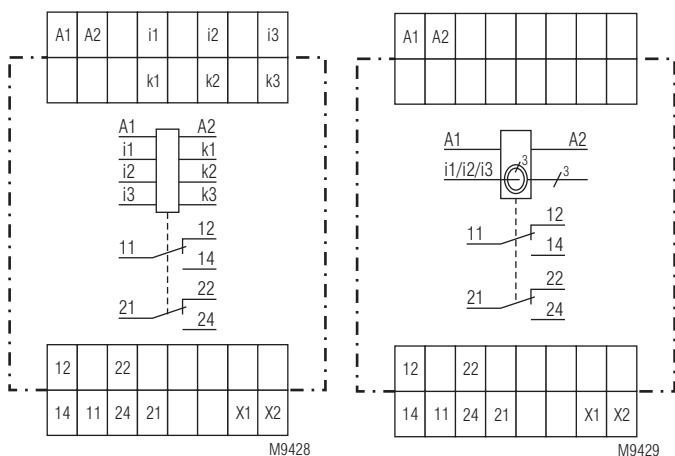 A1 A2 i1 i2 i3
k1 k2 k3
A1 A2
i1 k1
i2 k2
i3 k3
11 12
14
21 22
24
12 22
14 11 24 21 X1 X2
M9428
A1 A2
A1 A2
3
i1/i2/i3 3
11 12
14
21 22
24
12 22
14 11 24 21 X1 X2
M9429